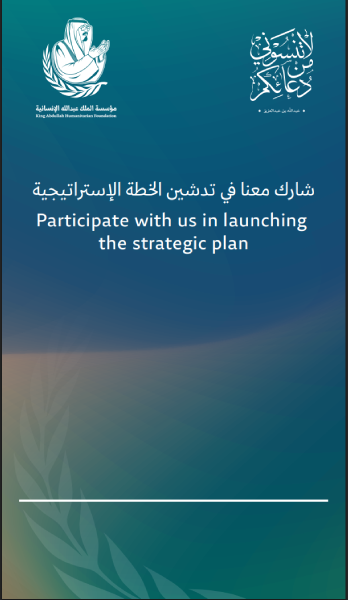 مؤسسة الملك عبدالله الإنسانية
King Abdullah Humanitarian Foundation
لا تنسوني
من
دعائكم
عبدالله بن عبدالعزيز
شارك معنا في تدشين الخطة الإستراتيجية
Participate with us in launching
the strategic plan